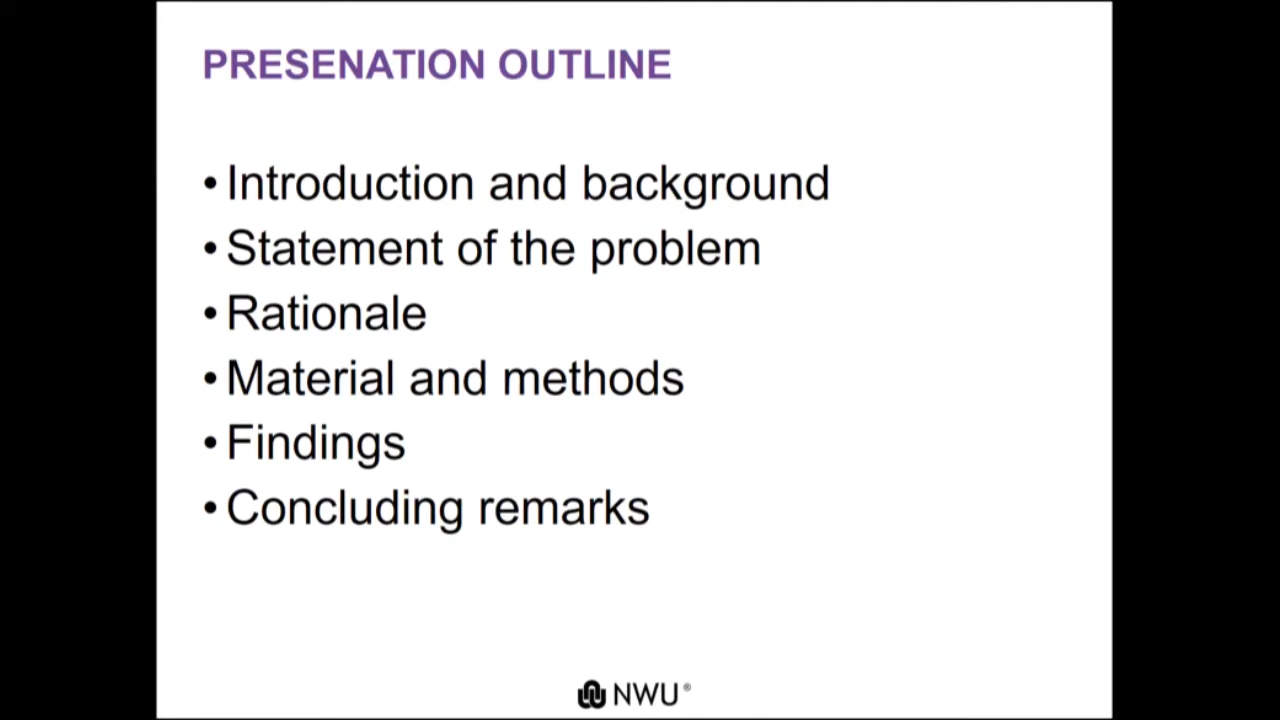 PRESENATION OUTLINE
• Introduction and background
• Statement of the problem
• Rationale
• Material and methods
• Findings
• Concluding remarks
NWU®